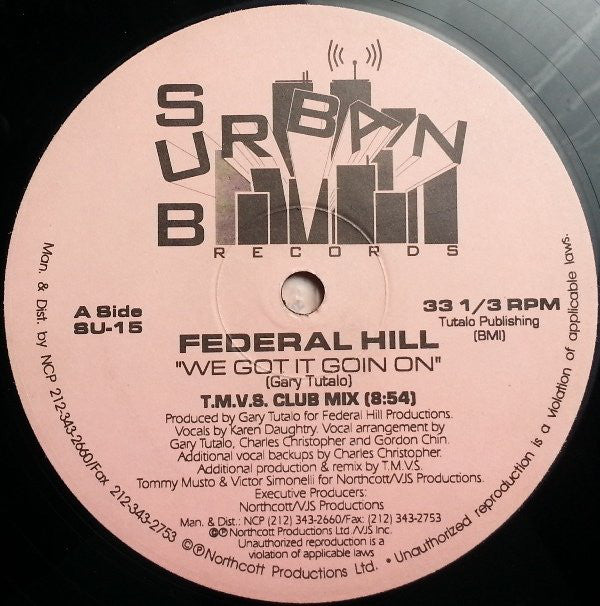 SUB URBAN
RECORDS
A Side
SU-15
33 1/3 RPM
Tutalo Publishing
(BMI)
FEDERAL HILL
"WE GOT IT GOIN ON"
(Gary Tutalo)
T.M.V.S. CLUB MIX (8:54)
Produced by Gary Tutalo for Federal Hill Productions.
Vocals by Karen Daughtry. Vocal arrangement by
Gary Tutalo, Charles Christopher and Gordon Chin.
Additional vocal backups by Charles Christopher.
Additional production & remix by T.M.V.S.
Tommy Musto & Victor Simonelli for Northcott/VJS Productions.
Executive Producers:
Northcott/VJS Productions
Man. & Dist.: NCP (212) 343-2660/Fax: (212) 343-2753
©℗Northcott Productions Ltd./VJS Inc.
Unauthorized reproduction is a
violation of applicable laws
Man. & Dist. by NCP 212-343-2660/Fax 212-343-2753 ©℗Northcott Productions Ltd. • Unauthorized reproduction is a violation of applicable laws.